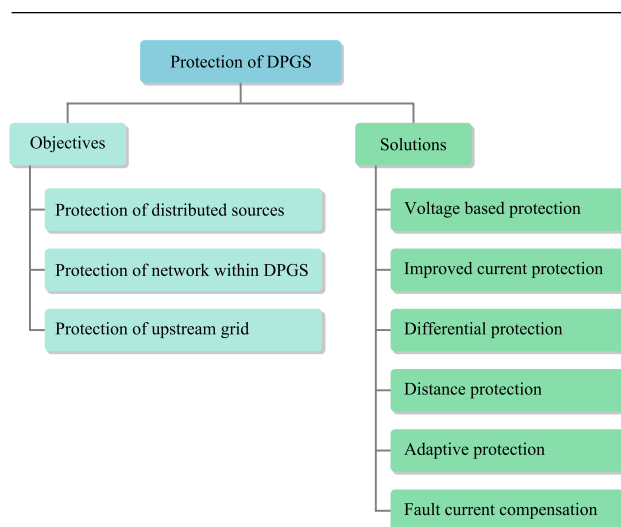 Protection of DPGS
Objectives
Protection of distributed sources
Protection of network within DPGS
Protection of upstream grid
Solutions
Voltage based protection
Improved current protection
Differential protection
Distance protection
Adaptive protection
Fault current compensation